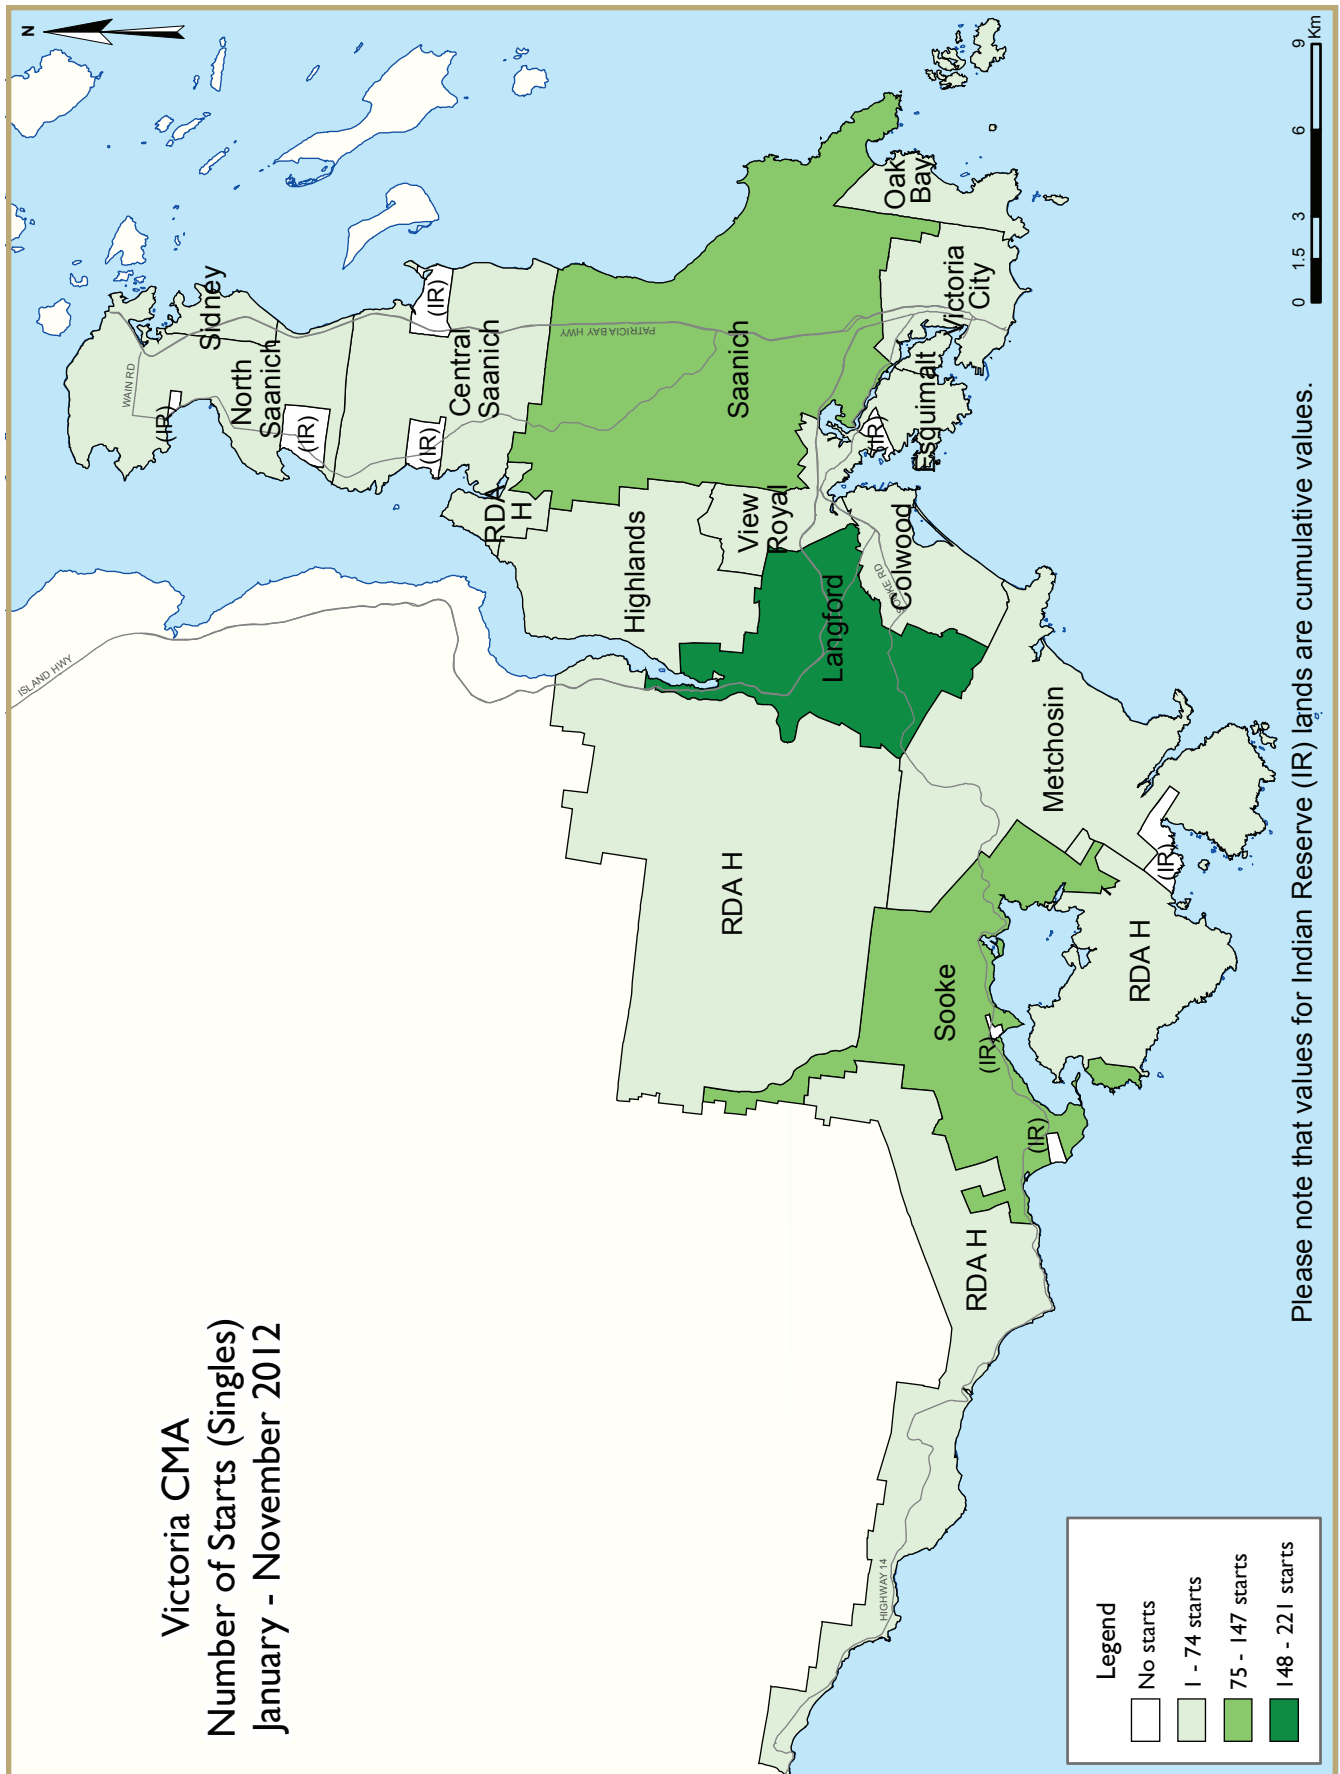 Victoria CMA
Number of Starts (Singles)
January - November 2012
N
ISLAND HWY
WAIN RD
Sidney
North
Saanich
(IR)
(IR)
(IR)
(IR)
Central
Saanich
PATRICIA BAY HWY
RDA
H
Saanich
Highlands
View
Royal
Oak
Bay
Victoria
City
Esquimalt
(IR)
Langford
Colwood
SOOKE RD
Metchosin
RDA H
Sooke
(IR)
(IR)
(IR)
RDA H
RDA H
HIGHWAY 14
Legend
No starts
1 - 74 starts
75 - 147 starts
148 - 221 starts
0 1.5 3 6 9
Km
Please note that values for Indian Reserve (IR) lands are cumulative values.